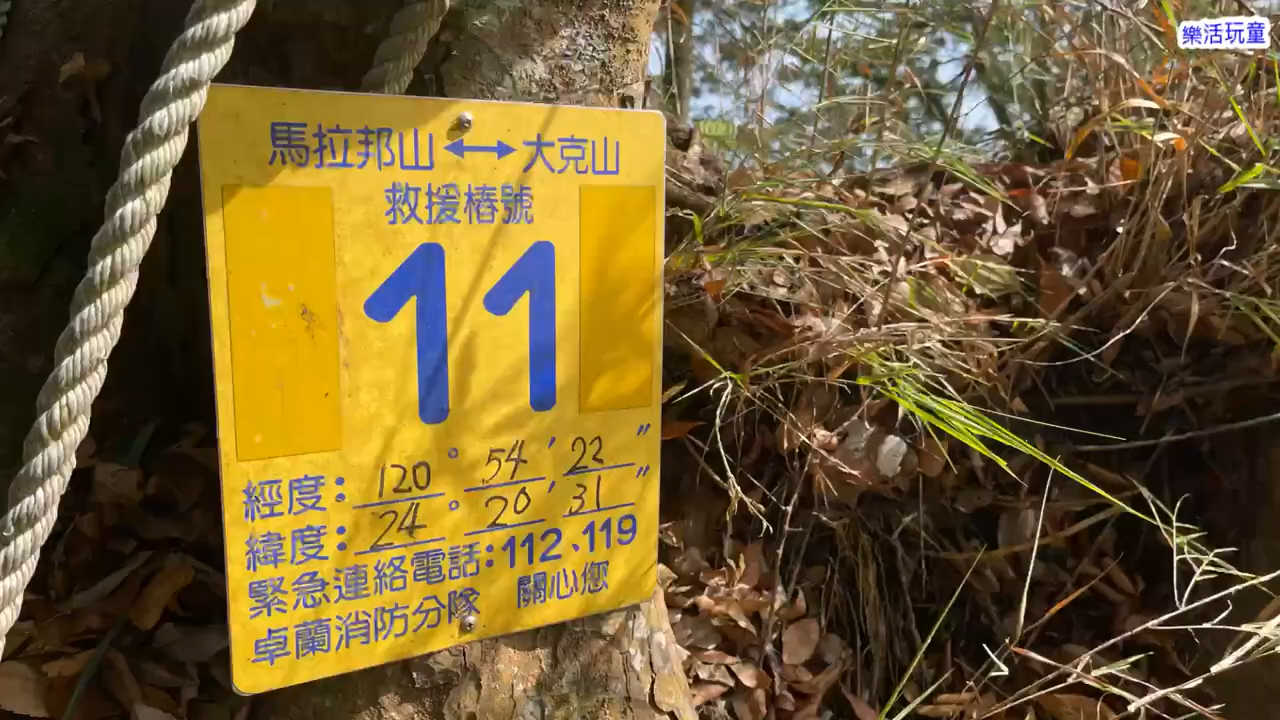 樂活玩童
馬拉邦山 ↔ 大克山
救援樁號
11
經度：120° 54' 22"
緯度：24° 20' 31"
緊急連絡電話：112、119
卓蘭消防分隊 關心您